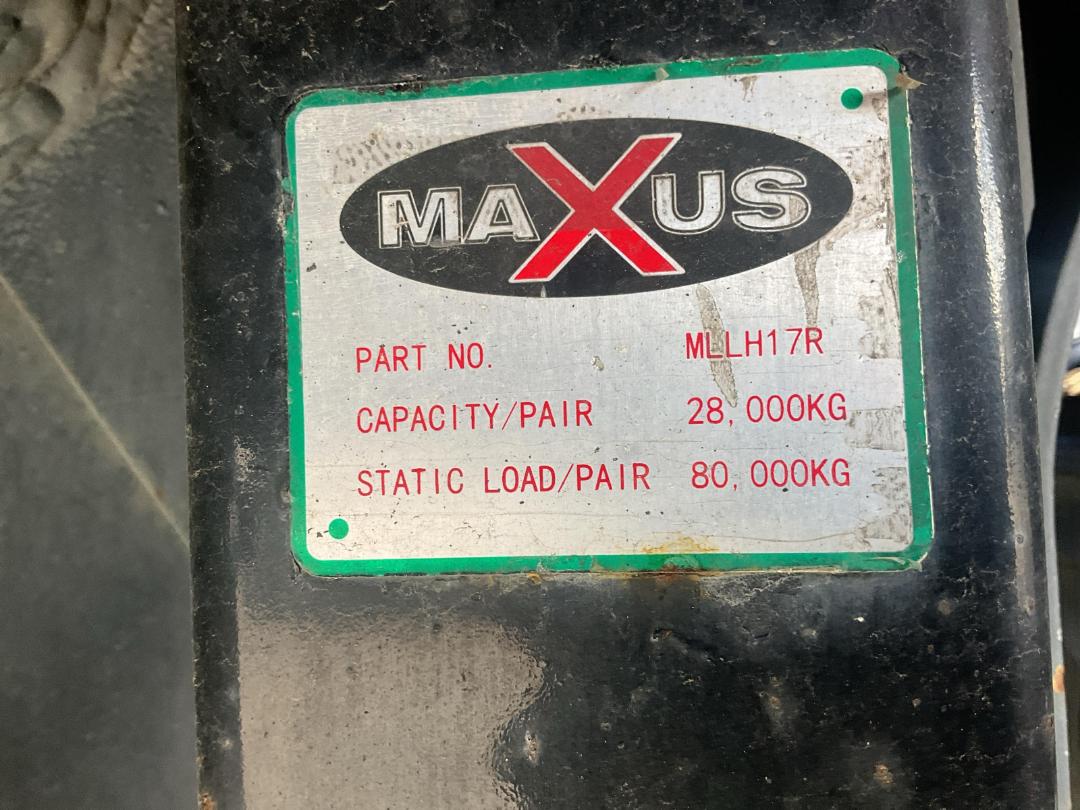 MAXUS
PART NO. MLLH17R
CAPACITY/PAIR 28,000KG
STATIC LOAD/PAIR 80,000KG